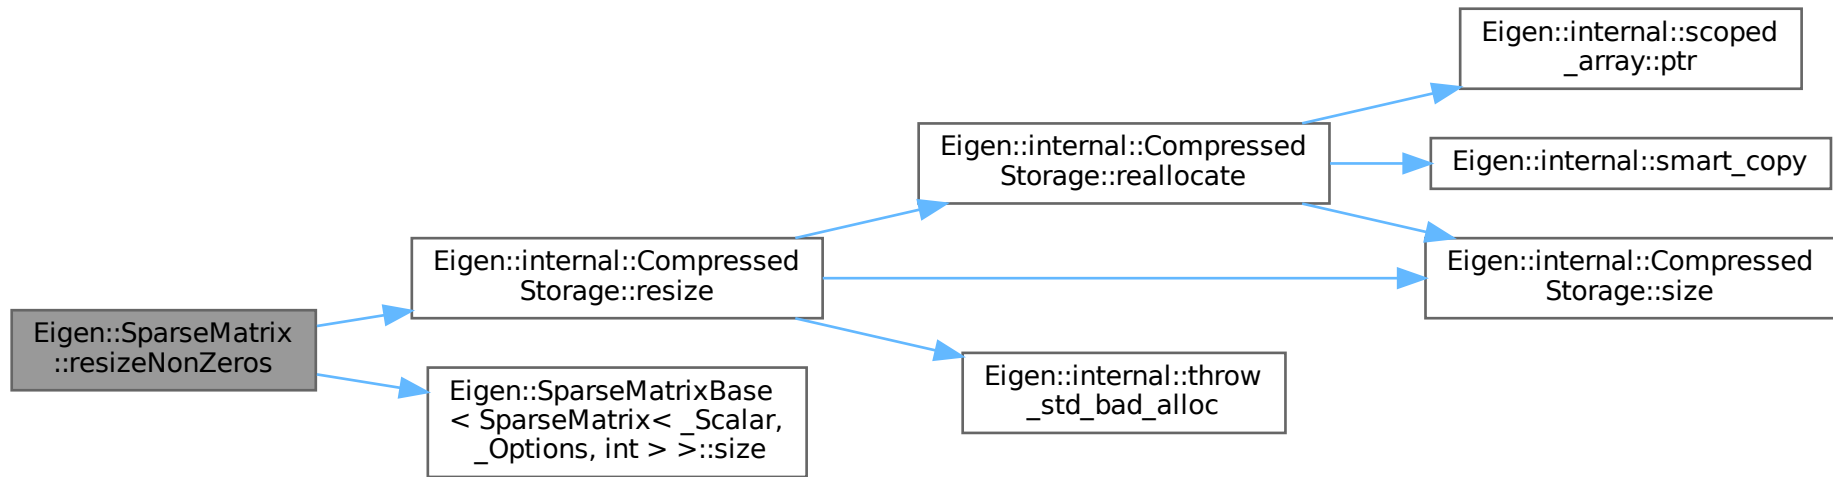 Eigen::SparseMatrix
::resizeNonZeros
Eigen::internal::Compressed
Storage::resize
Eigen::internal::Compressed
Storage::reallocate
Eigen::internal::scoped
_array::ptr
Eigen::internal::smart_copy
Eigen::internal::Compressed
Storage::size
Eigen::internal::throw
_std_bad_alloc
Eigen::SparseMatrixBase
< SparseMatrix< _Scalar,
_Options, int > >::size